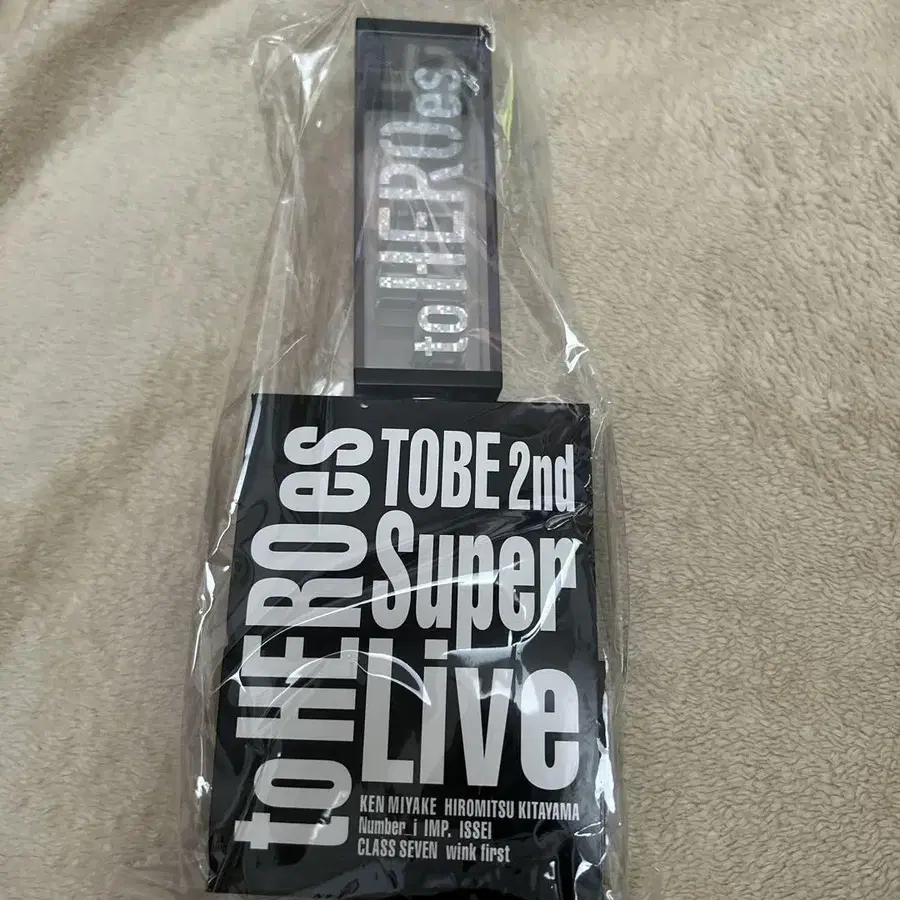 to HEROes
to HEROes
TOBE 2nd
Super
Live
KEN MIYAKE HIROMITSU KITAYAMA
Number_i IMP. ISSEI
CLASS SEVEN wink first